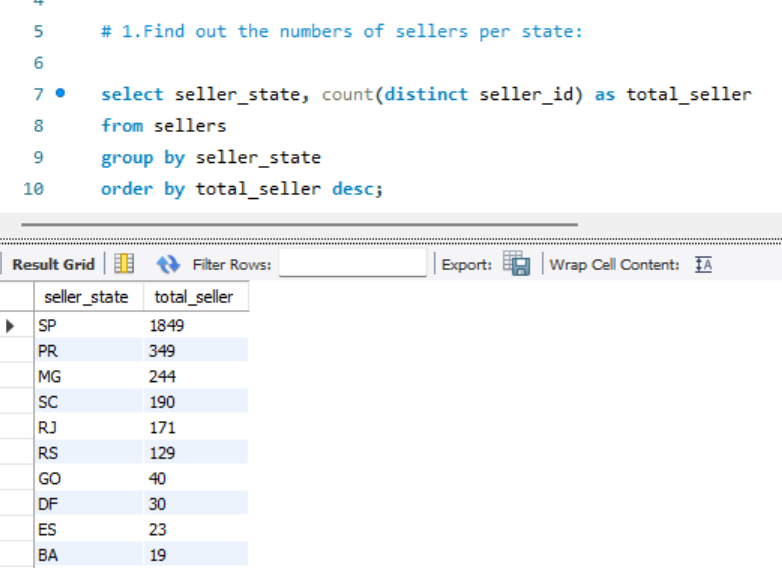 5 # 1.Find out the numbers of sellers per state:
6
7 select seller_state, count(distinct seller_id) as total_seller
8 from sellers
9 group by seller_state
10 order by total_seller desc;
Result Grid Filter Rows: Export: Wrap Cell Content: IA
seller_state total_seller
SP 1849
PR 349
MG 244
SC 190
RJ 171
RS 129
GO 40
DF 30
ES 23
BA 19